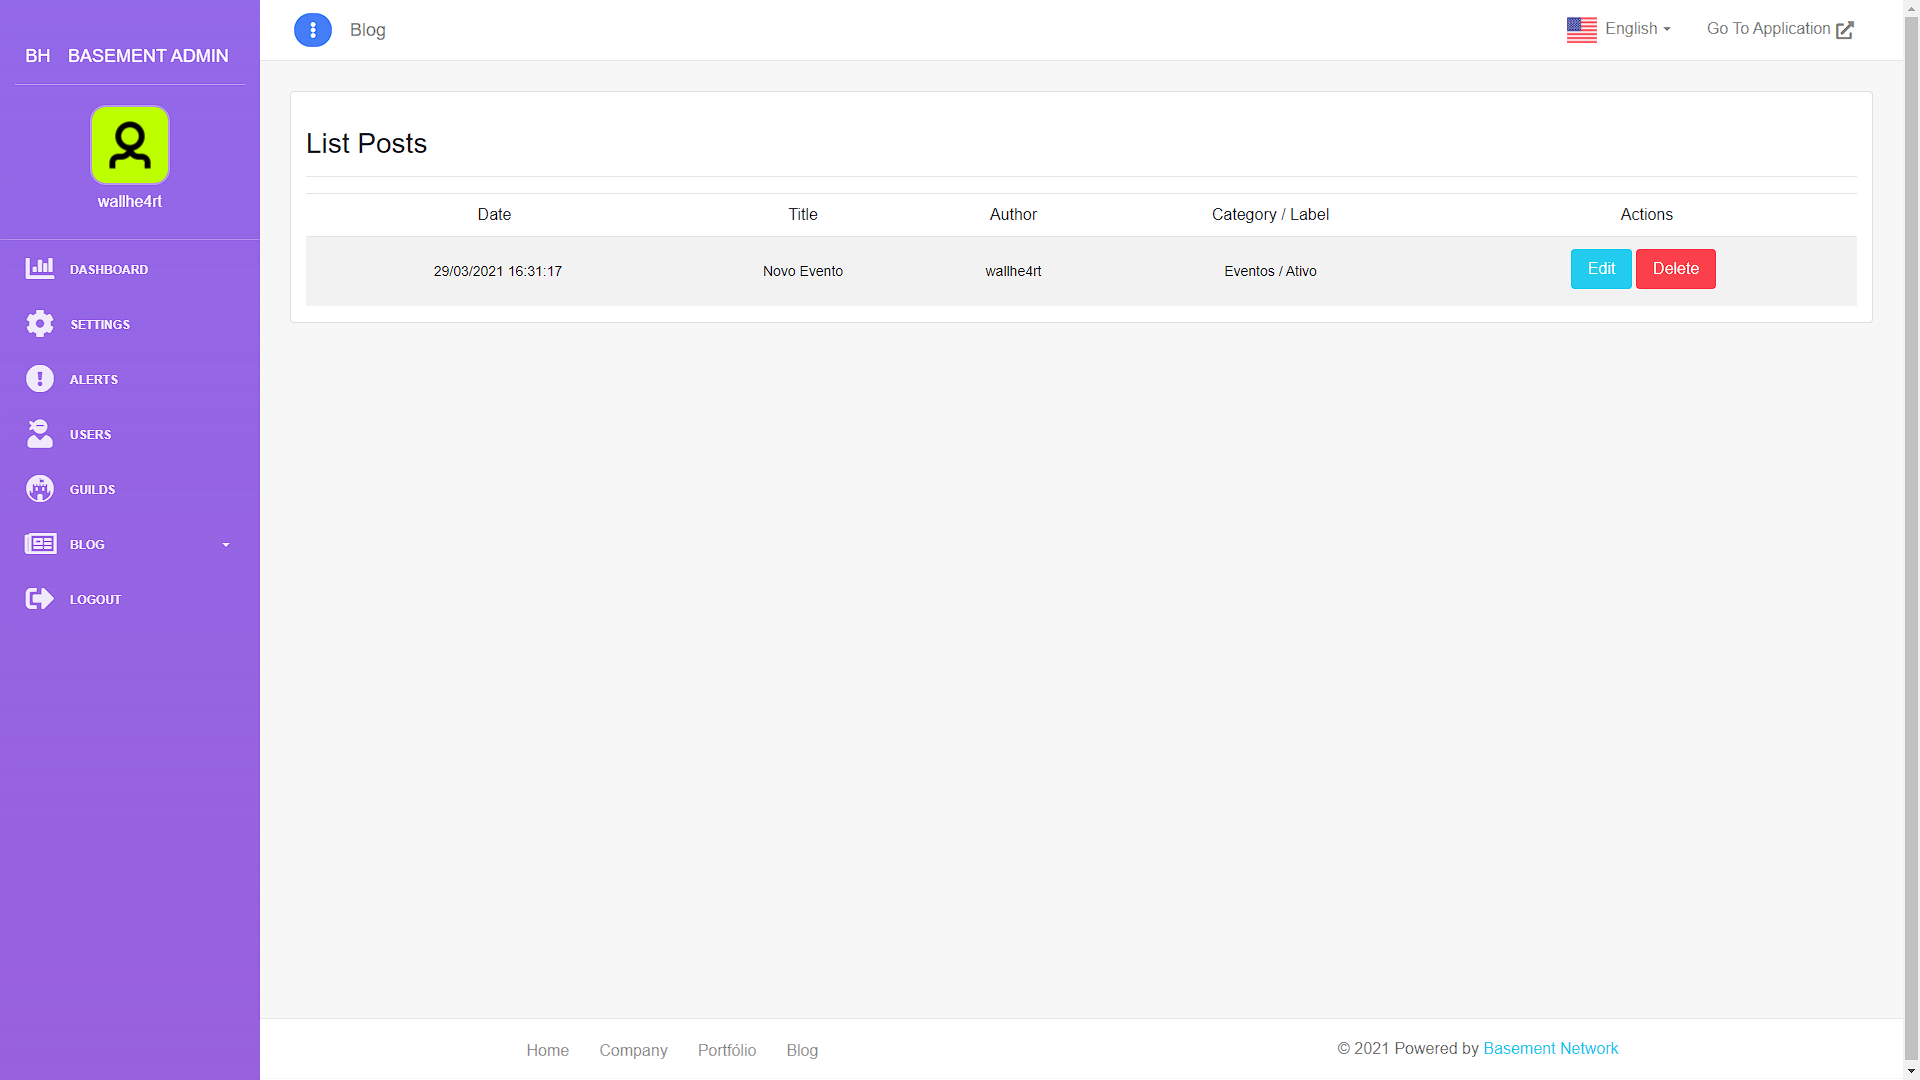 BH BASEMENT ADMIN
wallhe4rt
DASHBOARD
SETTINGS
ALERTS
USERS
GUILDS
BLOG
LOGOUT
Blog
English
Go To Application
List Posts
Date Title Author Category / Label Actions
29/03/2021 16:31:17 Novo Evento wallhe4rt Eventos / Ativo Edit Delete
Home Company Portfólio Blog
© 2021 Powered by Basement Network